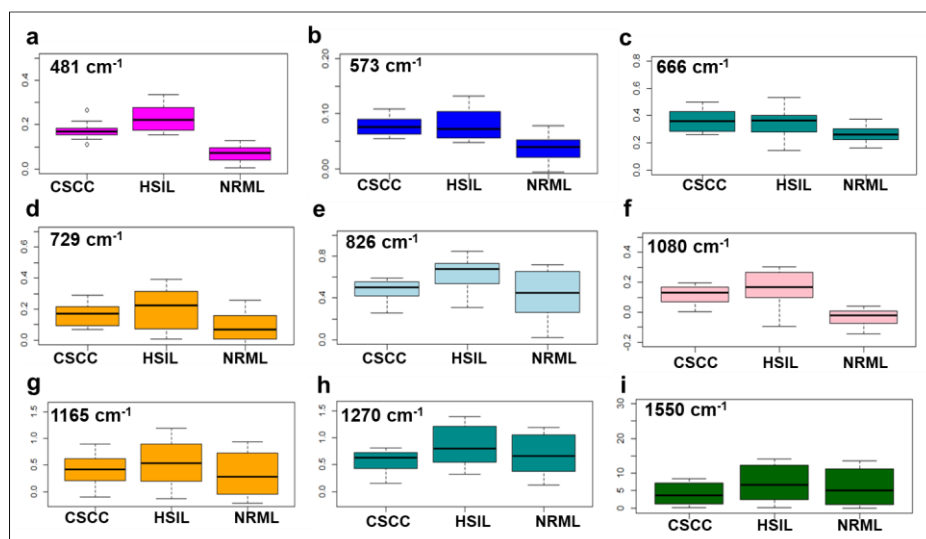 a
481 cm-1
0.0 0.2 0.4
CSCC HSIL NRML
b
573 cm-1
0.00 0.10 0.20
CSCC HSIL NRML
c
666 cm-1
0.0 0.2 0.4 0.6 0.8
CSCC HSIL NRML
d
729 cm-1
0.0 0.2 0.4 0.6
CSCC HSIL NRML
e
826 cm-1
0.0 0.4 0.8
CSCC HSIL NRML
f
1080 cm-1
-0.2 0.0 0.2 0.4
CSCC HSIL NRML
g
1165 cm-1
0.0 0.5 1.0 1.5
CSCC HSIL NRML
h
1270 cm-1
0.0 0.5 1.0 1.5
CSCC HSIL NRML
i
1550 cm-1
0 5 10 20 30
CSCC HSIL NRML